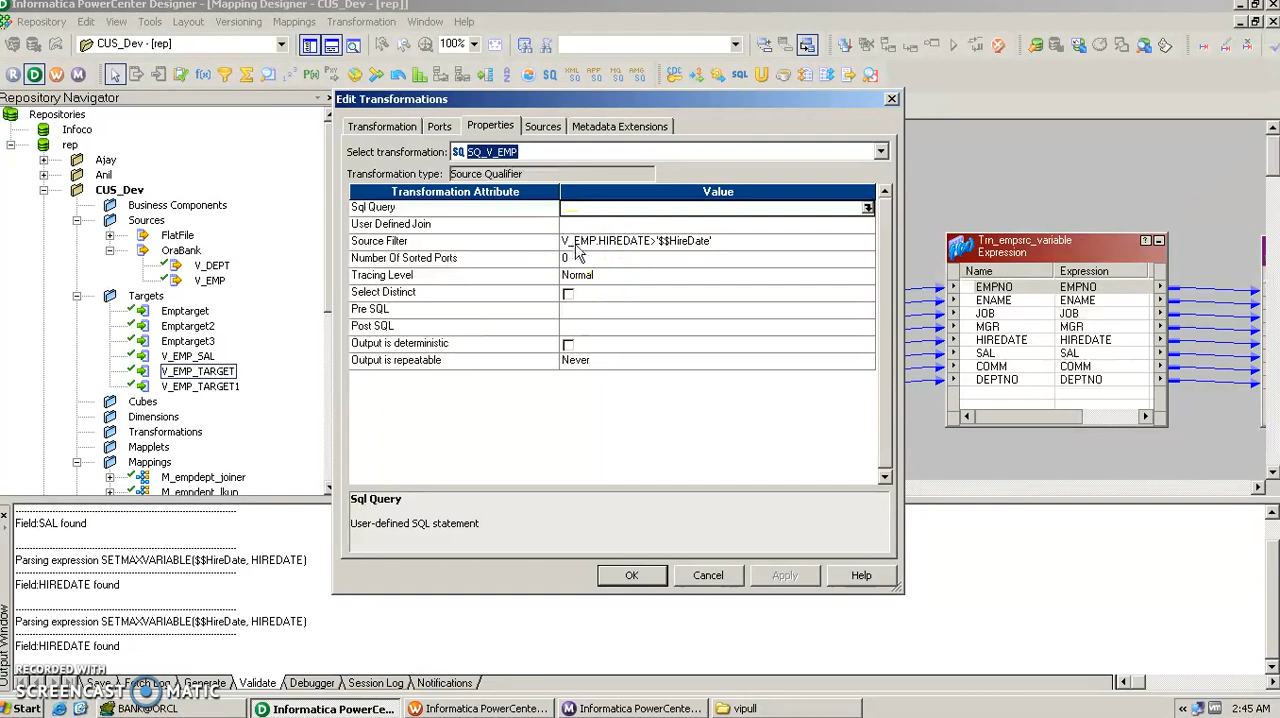 Informatica PowerCenter Designer - [Mapping Designer - CUS_Dev - [rep]
Repository Edit View Tools Layout Versioning Mappings Transformation Window Help
CUS_Dev - [rep] 100%
Repository Navigator
Repositories
Infoco
rep
Ajay
Anil
CUS_Dev
Business Components
Sources
FlatFile
OraBank
V_DEPT
V_EMP
Targets
Emptarget
Emptarget2
Emptarget3
V_EMP_SAL
V_EMP_TARGET
V_EMP_TARGET1
Cubes
Dimensions
Transformations
Mapplets
Mappings
M_empdept_joiner
M_empdept_lkup
Edit Transformations
Transformation Ports Properties Sources Metadata Extensions
Select transformation: SQ SQ_V_EMP
Transformation type: Source Qualifier
Transformation Attribute Value
Sql Query
User Defined Join
Source Filter V_EMP.HIREDATE>'$$HireDate'
Number Of Sorted Ports 0
Tracing Level Normal
Select Distinct
Pre SQL
Post SQL
Output is deterministic
Output is repeatable Never
Sql Query
User-defined SQL statement
OK Cancel Apply Help
Trn_empsrc_variable
Expression
Name Expression
EMPNO EMPNO
ENAME ENAME
JOB JOB
MGR MGR
HIREDATE HIREDATE
SAL SAL
COMM COMM
DEPTNO DEPTNO
Field:SAL found
Parsing expression SETMAXVARIABLE($$HireDate, HIREDATE)
Field:HIREDATE found
Parsing expression SETMAXVARIABLE($$HireDate, HIREDATE)
Field:HIREDATE found
Output Window
Save Fetch Log Generate Validate Debugger Session Log Notifications
RECORDED WITH
SCREENCAST MATIC
Start BANK@ORCL Informatica PowerCente... Informatica PowerCente... Informatica PowerCente... vipull 2:45 AM